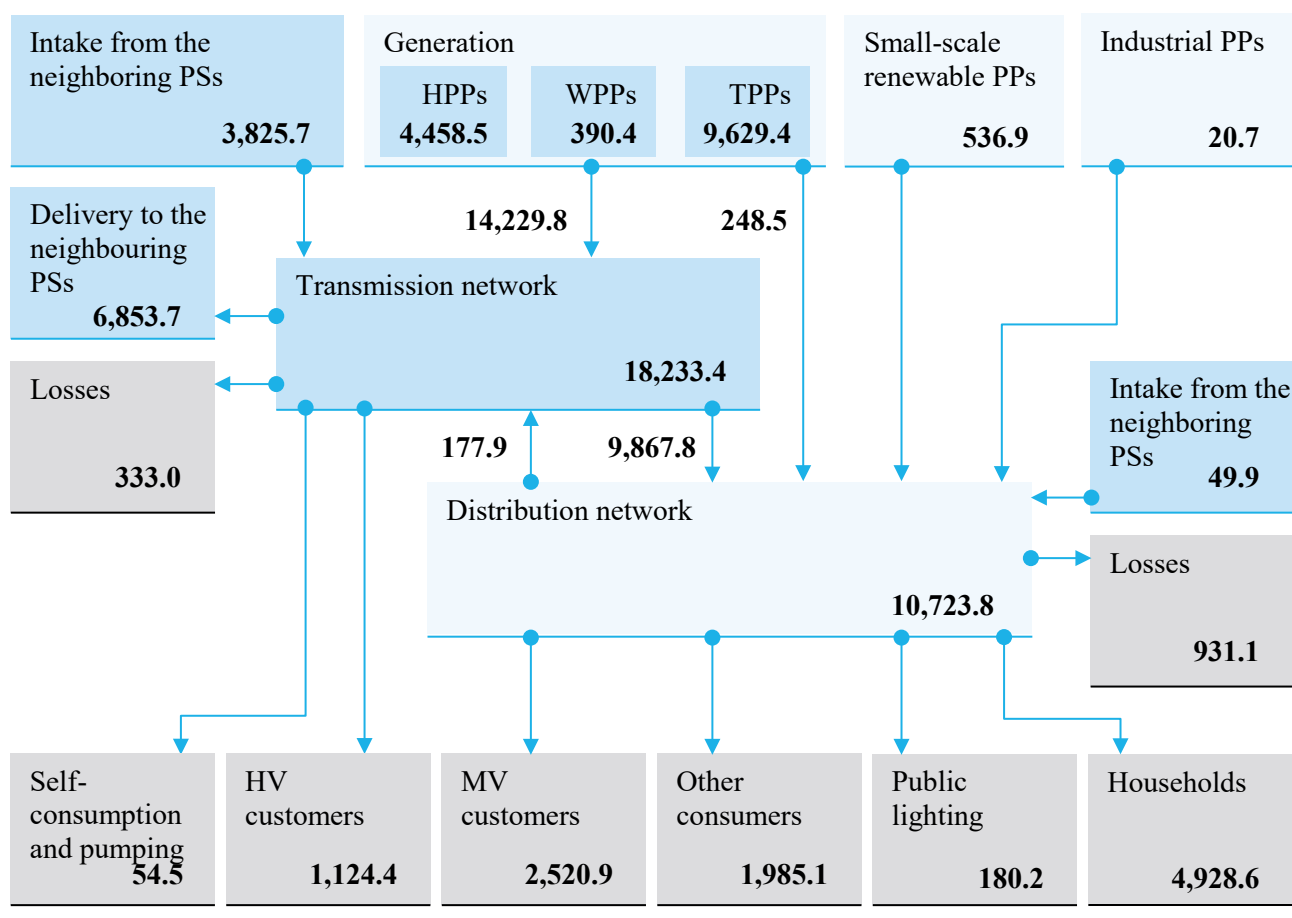 Intake from the
neighboring PSs
3,825.7
Generation
HPPs
4,458.5
WPPs
390.4
TPPs
9,629.4
Small-scale
renewable PPs
536.9
Industrial PPs
20.7
Delivery to the
neighbouring
PSs
6,853.7
14,229.8
248.5
Transmission network
18,233.4
Losses
333.0
177.9
9,867.8
Intake from the
neighboring
PSs
49.9
Distribution network
10,723.8
Losses
931.1
Self-
consumption
and pumping
54.5
HV
customers
1,124.4
MV
customers
2,520.9
Other
consumers
1,985.1
Public
lighting
180.2
Households
4,928.6